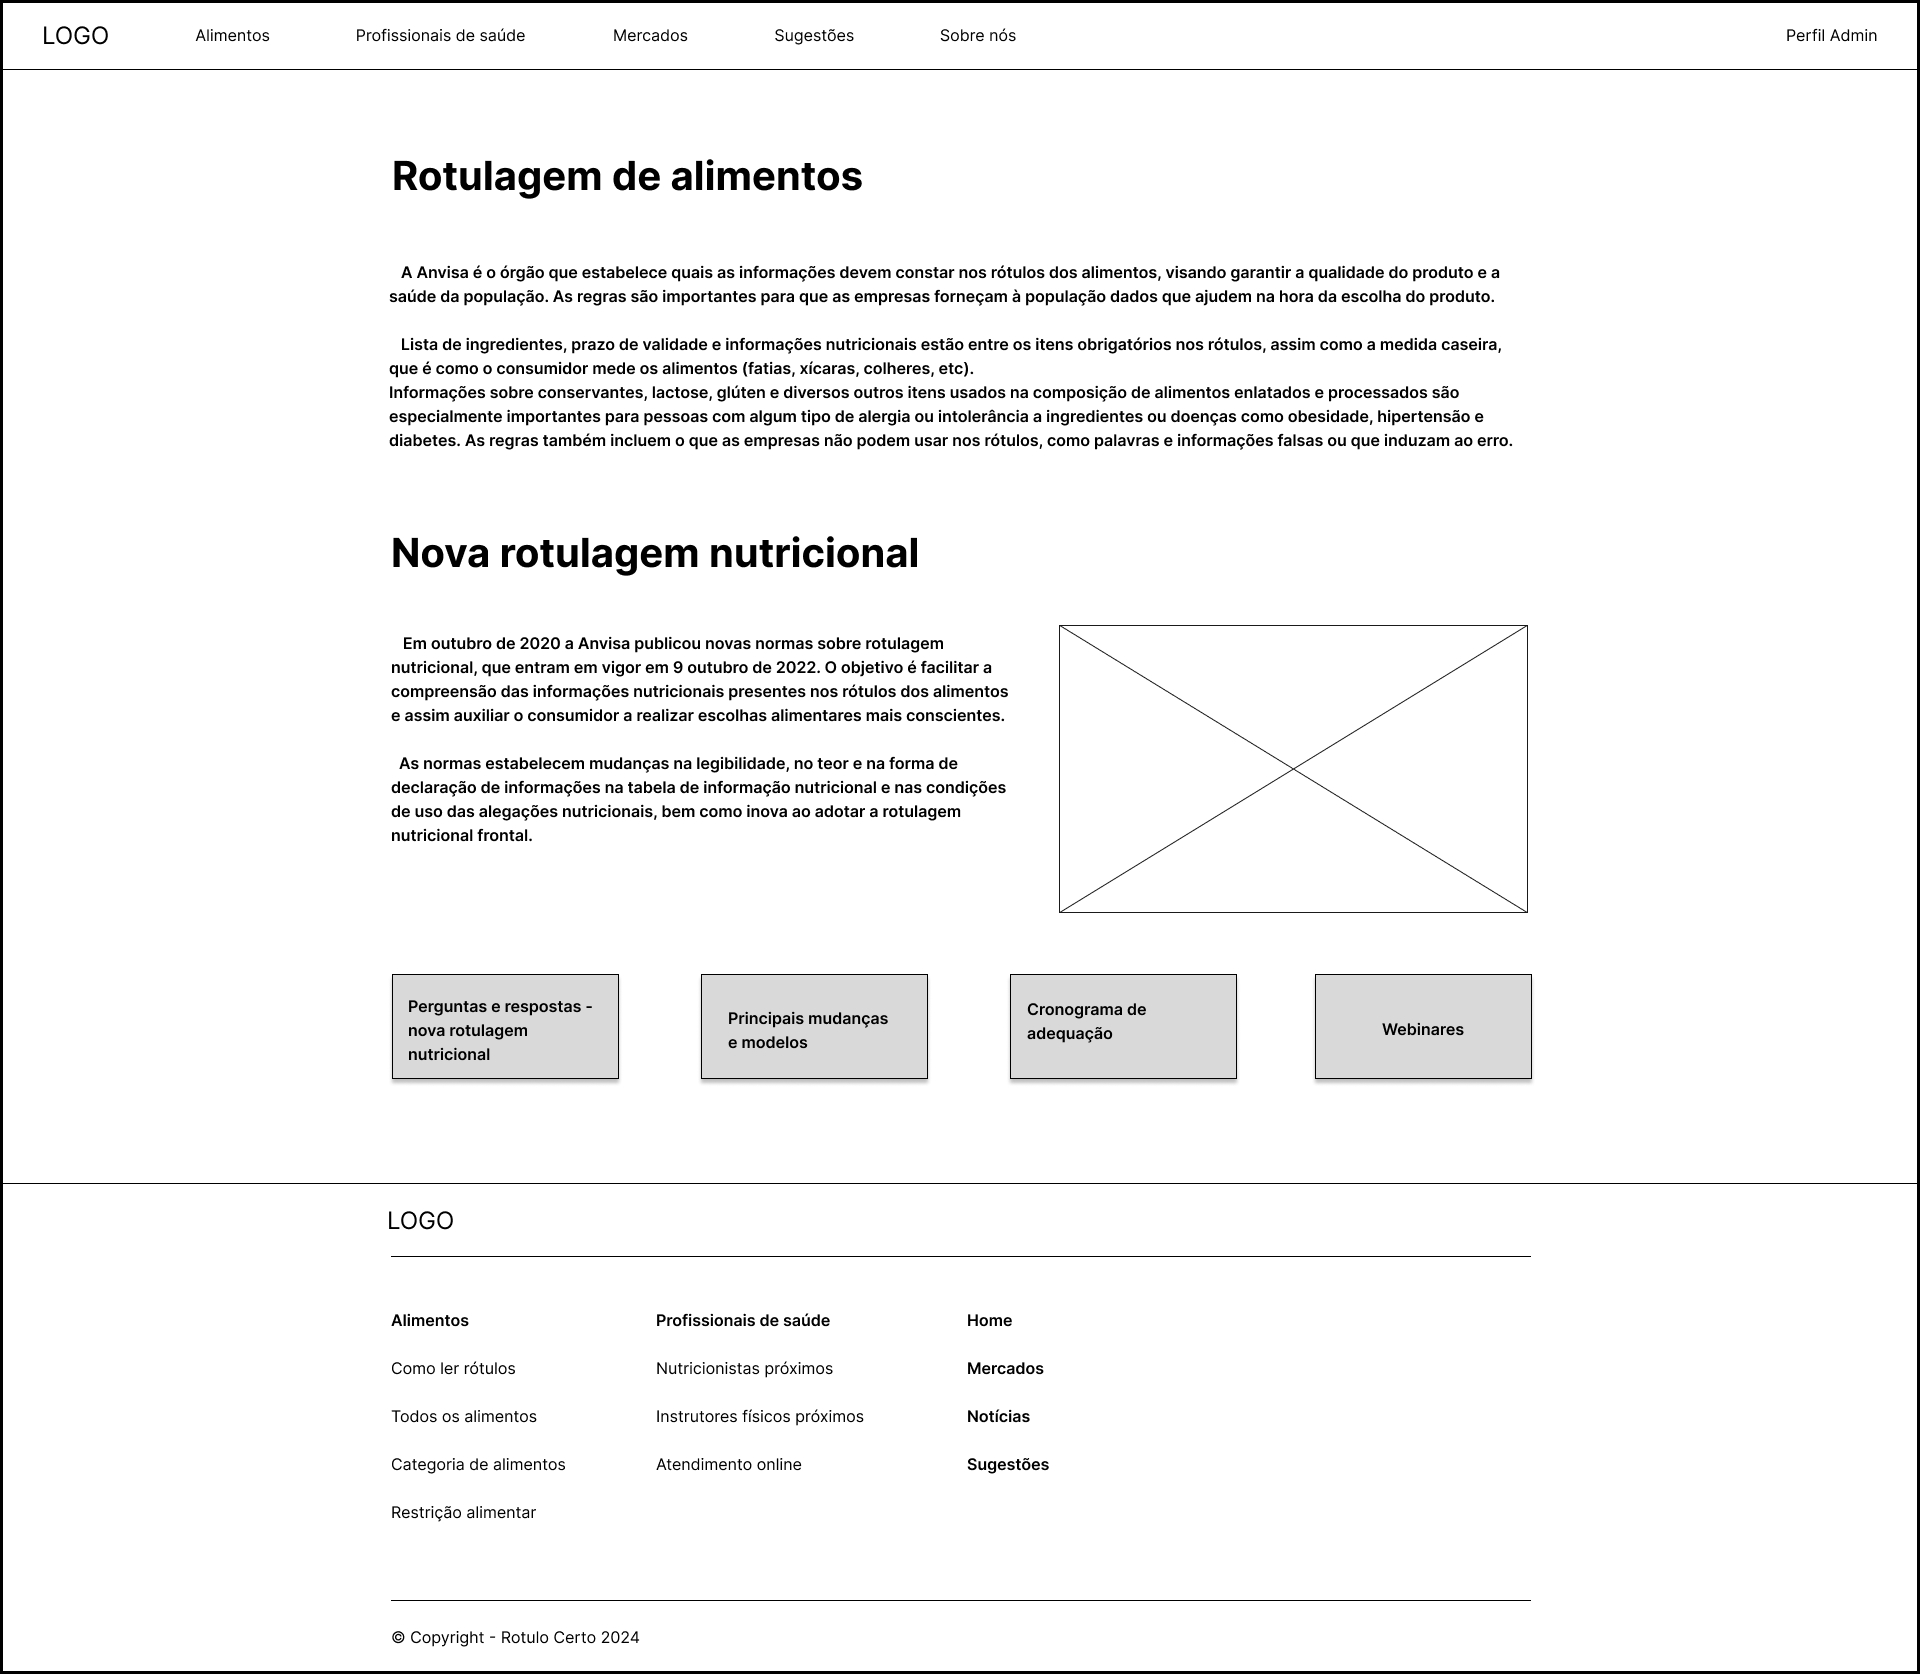 LOGO
Alimentos
Profissionais de saúde
Mercados
Sugestões
Sobre nós
Perfil Admin
Rotulagem de alimentos
A Anvisa é o órgão que estabelece quais as informações devem constar nos rótulos dos alimentos, visando garantir a qualidade do produto e a
saúde da população. As regras são importantes para que as empresas forneçam à população dados que ajudem na hora da escolha do produto.
Lista de ingredientes, prazo de validade e informações nutricionais estão entre os itens obrigatórios nos rótulos, assim como a medida caseira,
que é como o consumidor mede os alimentos (fatias, xícaras, colheres, etc).
Informações sobre conservantes, lactose, glúten e diversos outros itens usados na composição de alimentos enlatados e processados são
especialmente importantes para pessoas com algum tipo de alergia ou intolerância a ingredientes ou doenças como obesidade, hipertensão e
diabetes. As regras também incluem o que as empresas não podem usar nos rótulos, como palavras e informações falsas ou que induzam ao erro.
Nova rotulagem nutricional
Em outubro de 2020 a Anvisa publicou novas normas sobre rotulagem
nutricional, que entram em vigor em 9 outubro de 2022. O objetivo é facilitar a
compreensão das informações nutricionais presentes nos rótulos dos alimentos
e assim auxiliar o consumidor a realizar escolhas alimentares mais conscientes.
As normas estabelecem mudanças na legibilidade, no teor e na forma de
declaração de informações na tabela de informação nutricional e nas condições
de uso das alegações nutricionais, bem como inova ao adotar a rotulagem
nutricional frontal.
Perguntas e respostas -
nova rotulagem
nutricional
Principais mudanças
e modelos
Cronograma de
adequação
Webinares
LOGO
Alimentos
Como ler rótulos
Todos os alimentos
Categoria de alimentos
Restrição alimentar
Profissionais de saúde
Nutricionistas próximos
Instrutores físicos próximos
Atendimento online
Home
Mercados
Notícias
Sugestões
© Copyright - Rotulo Certo 2024